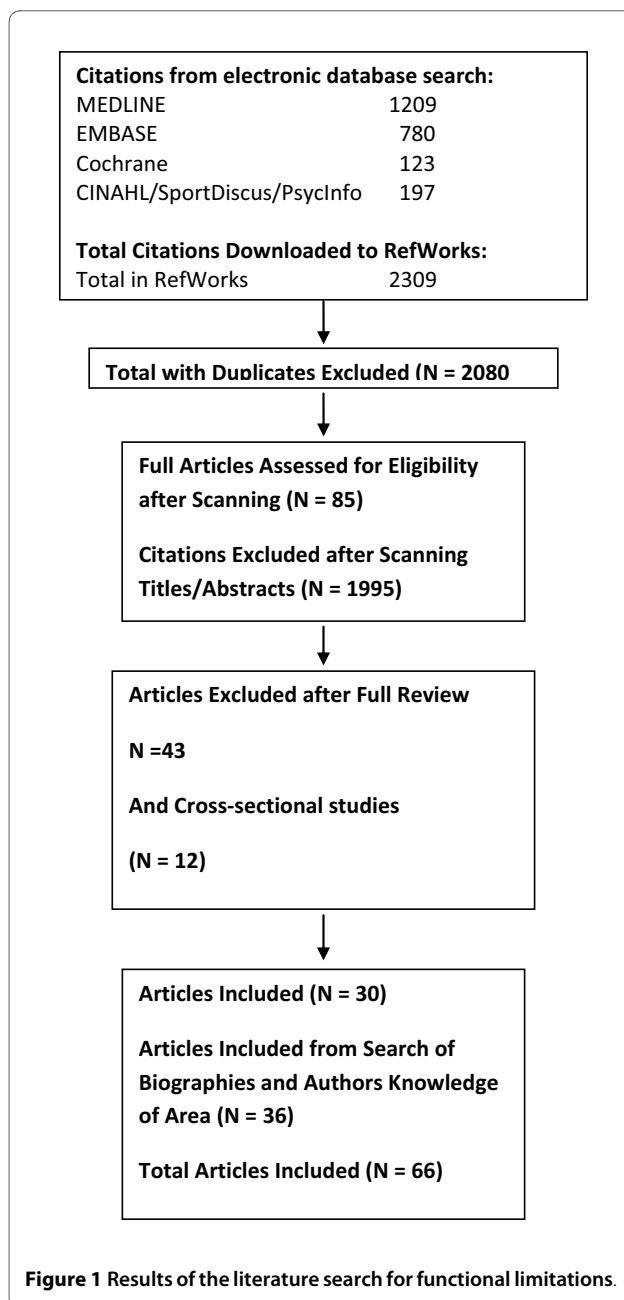 Citations from electronic database search:
MEDLINE 1209
EMBASE 780
Cochrane 123
CINAHL/SportDiscus/PsycInfo 197
Total Citations Downloaded to RefWorks:
Total in RefWorks 2309
Total with Duplicates Excluded (N = 2080
Full Articles Assessed for Eligibility
after Scanning (N = 85)
Citations Excluded after Scanning
Titles/Abstracts (N = 1995)
Articles Excluded after Full Review
N =43
And Cross-sectional studies
(N = 12)
Articles Included (N = 30)
Articles Included from Search of
Biographies and Authors Knowledge
of Area (N = 36)
Total Articles Included (N = 66)
Figure 1 Results of the literature search for functional limitations.